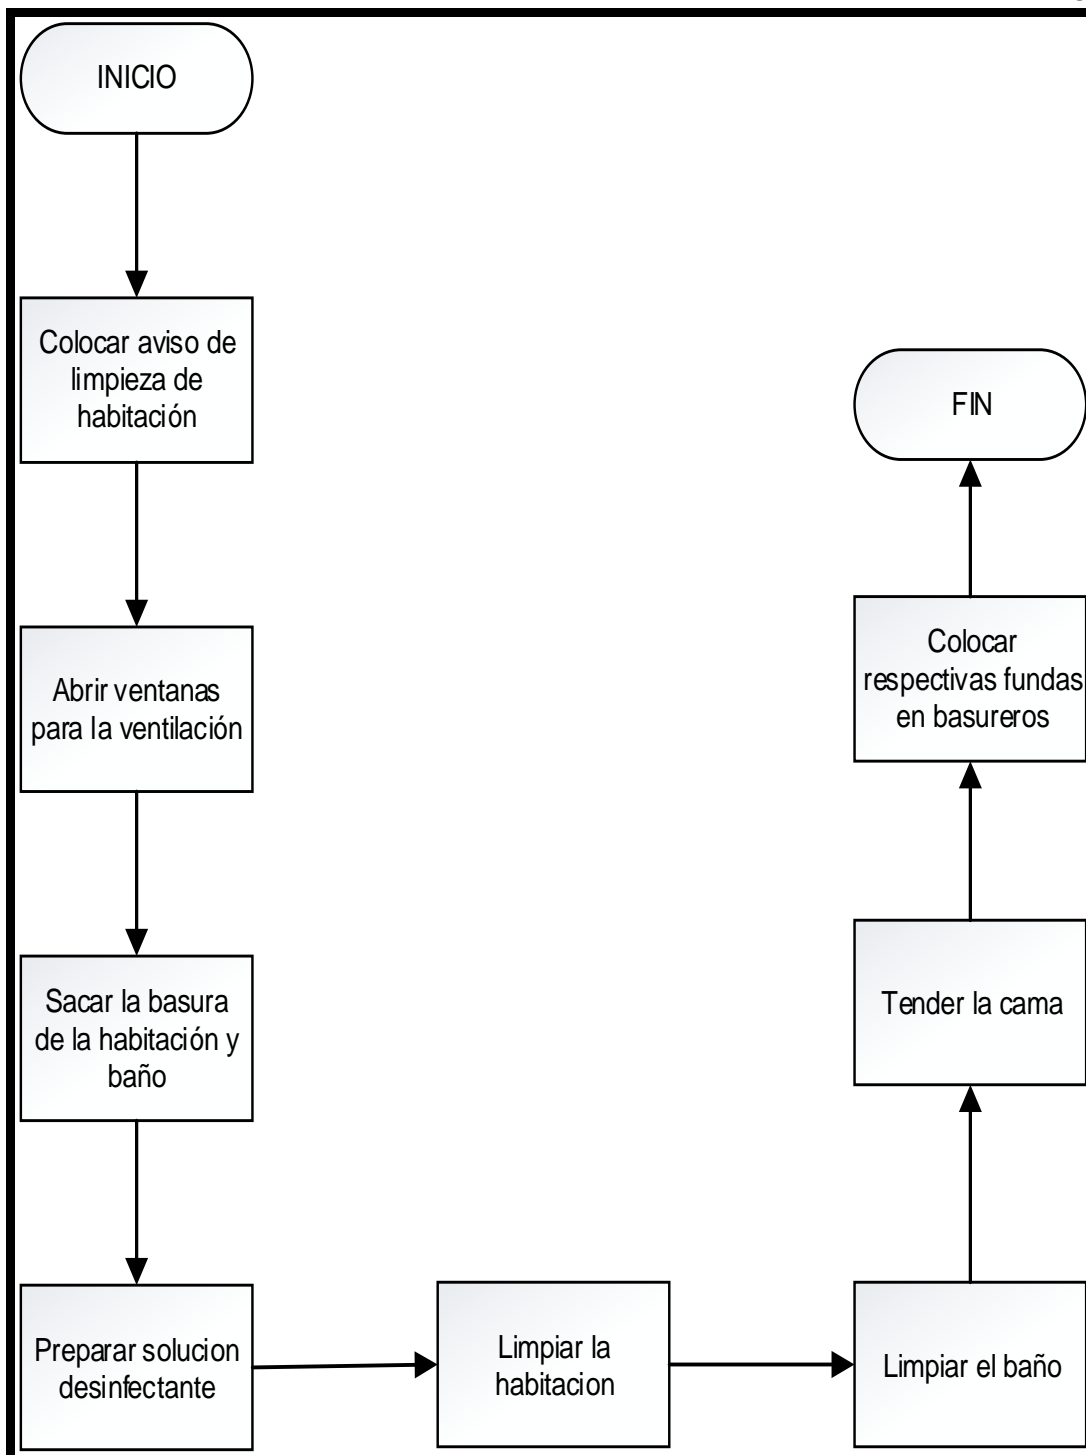 INICIO
Colocar aviso de
limpieza de
habitación
Abrir ventanas
para la ventilación
Sacar la basura
de la habitación y
baño
Preparar solucion
desinfectante
Limpiar la
habitacion
Limpiar el baño
Tender la cama
Colocar
respectivas fundas
en basureros
FIN